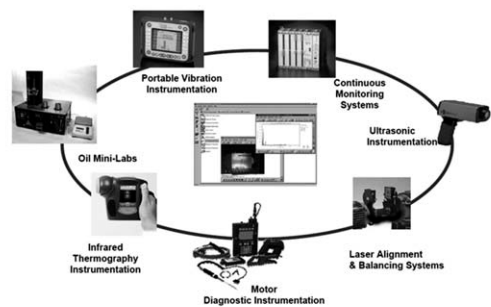 Portable Vibration
Instrumentation
Continuous
Monitoring
Systems
Ultrasonic
Instrumentation
Oil Mini-Labs
Infrared
Thermography
Instrumentation
Laser Alignment
& Balancing Systems
Motor
Diagnostic Instrumentation